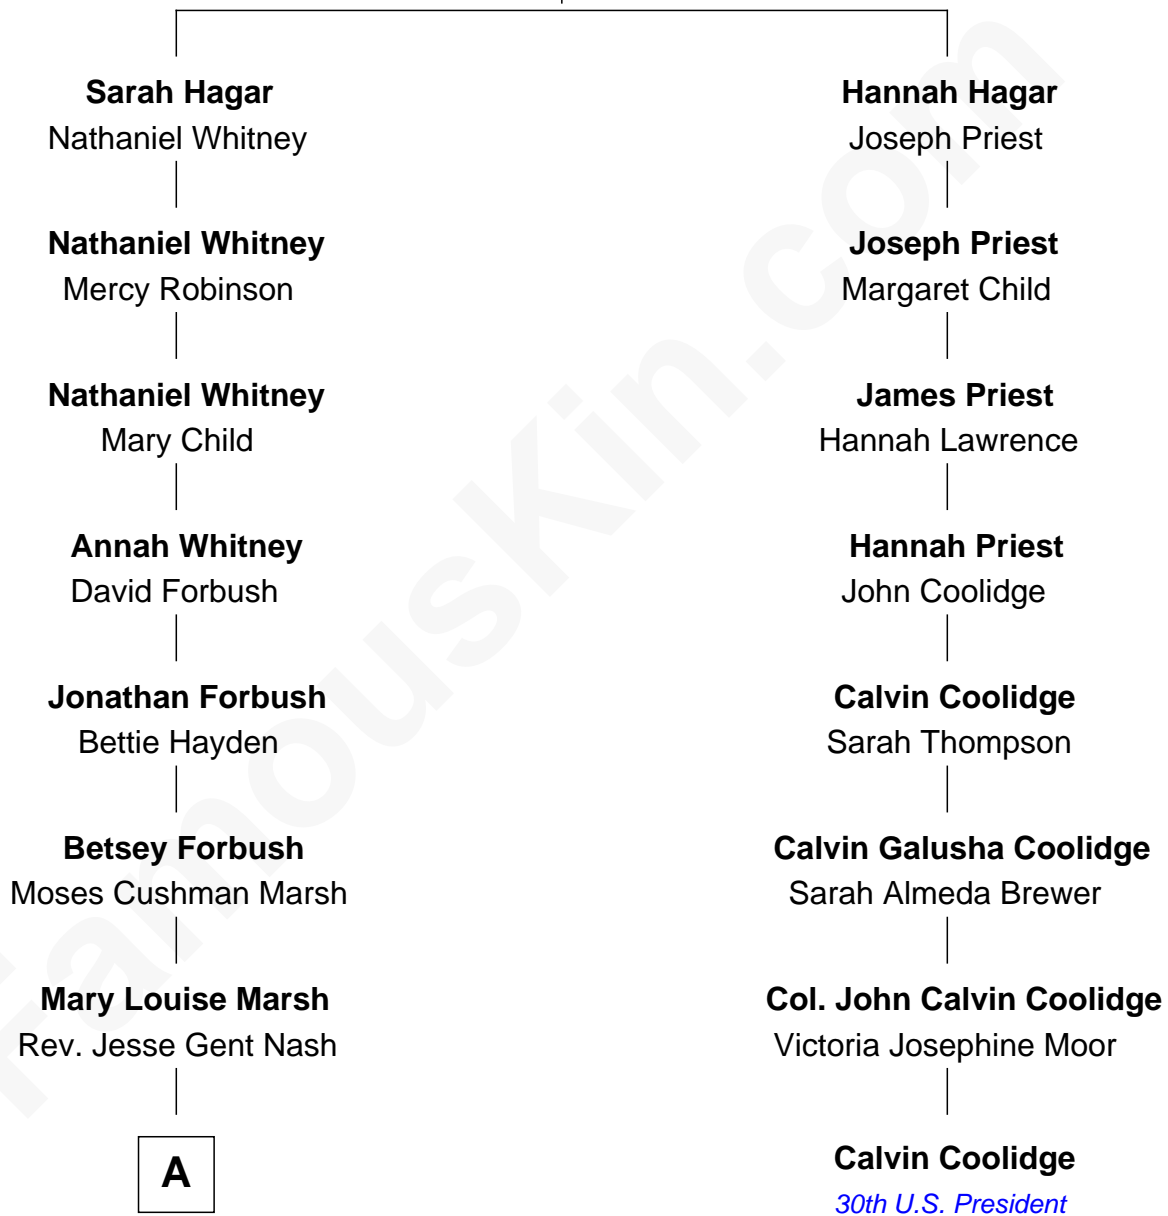 Sarah Hagar
Nathaniel Whitney
Hannah Hagar
Joseph Priest
Nathaniel Whitney
Mercy Robinson
Joseph Priest
Margaret Child
Nathaniel Whitney
Mary Child
James Priest
Hannah Lawrence
Annah Whitney
David Forbush
Hannah Priest
John Coolidge
Jonathan Forbush
Bettie Hayden
Calvin Coolidge
Sarah Thompson
Betsey Forbush
Moses Cushman Marsh
Calvin Galusha Coolidge
Sarah Almeda Brewer
Mary Louise Marsh
Rev. Jesse Gent Nash
Col. John Calvin Coolidge
Victoria Josephine Moor
A
Calvin Coolidge
30th U.S. President
FamousKin.com